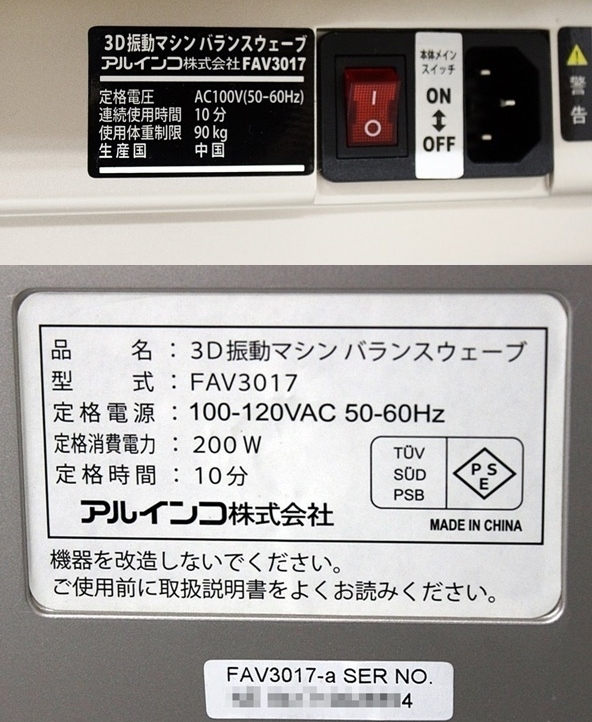 3D振動マシン バランスウェーブ
アルインコ株式会社 FAV3017
定格電圧 AC100V(50-60Hz)
連続使用時間 10分
使用体重制限 90kg
生産国 中国
本体メイン
スイッチ
ON
OFF
警告
品名：3D振動マシン バランスウェーブ
型式：FAV3017
定格電源：100-120VAC 50-60Hz
定格消費電力：200W
定格時間：10分
TÜV
SÜD
PSB
PSE
アルインコ株式会社
MADE IN CHINA
機器を改造しないでください。
ご使用前に取扱説明書をよくお読みください。
FAV3017-a SER NO.
4